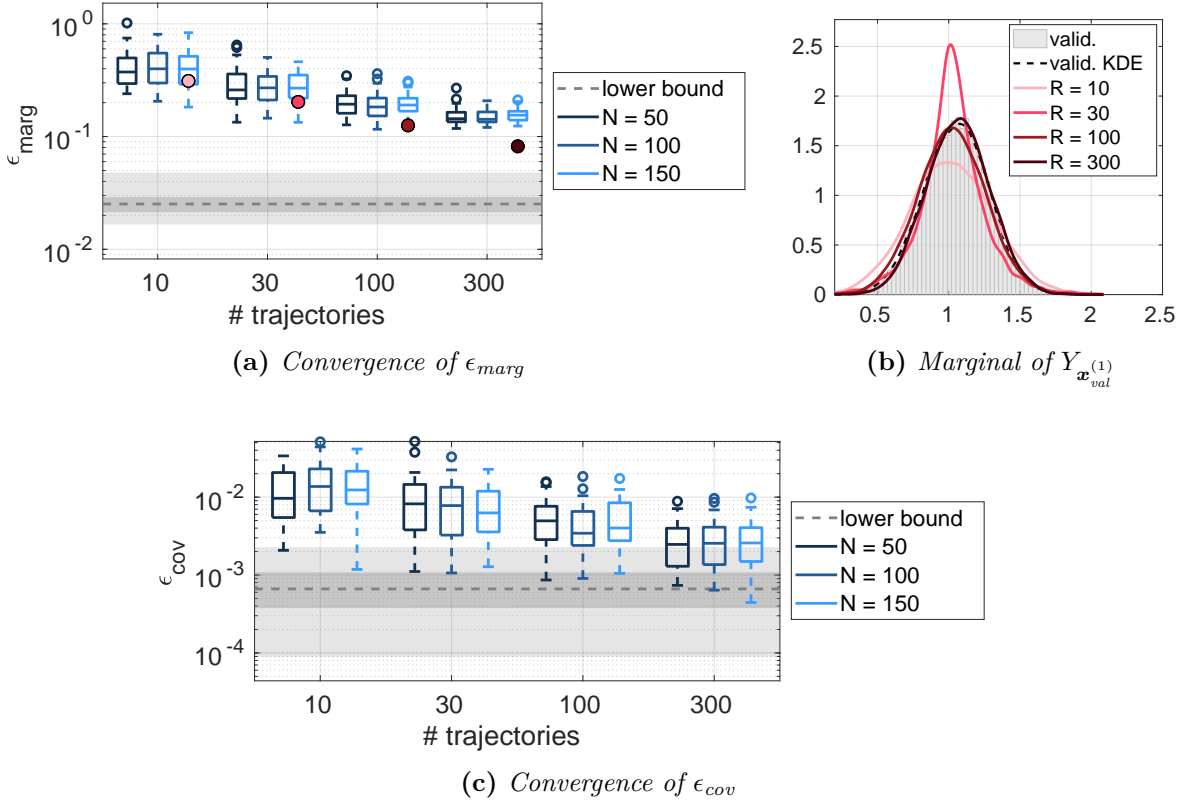 10^0
10^{-1}
10^{-2}
ϵ_marg
10 30 100 300
# trajectories
lower bound
N = 50
N = 100
N = 150
(a) Convergence of ϵ_marg
2.5
2
1.5
1
0.5
0
0.5 1 1.5 2 2.5
valid.
valid. KDE
R = 10
R = 30
R = 100
R = 300
(b) Marginal of Y_{x_{val}^{(1)}}
10^{-2}
10^{-3}
10^{-4}
ϵ_cov
10 30 100 300
# trajectories
lower bound
N = 50
N = 100
N = 150
(c) Convergence of ϵ_cov